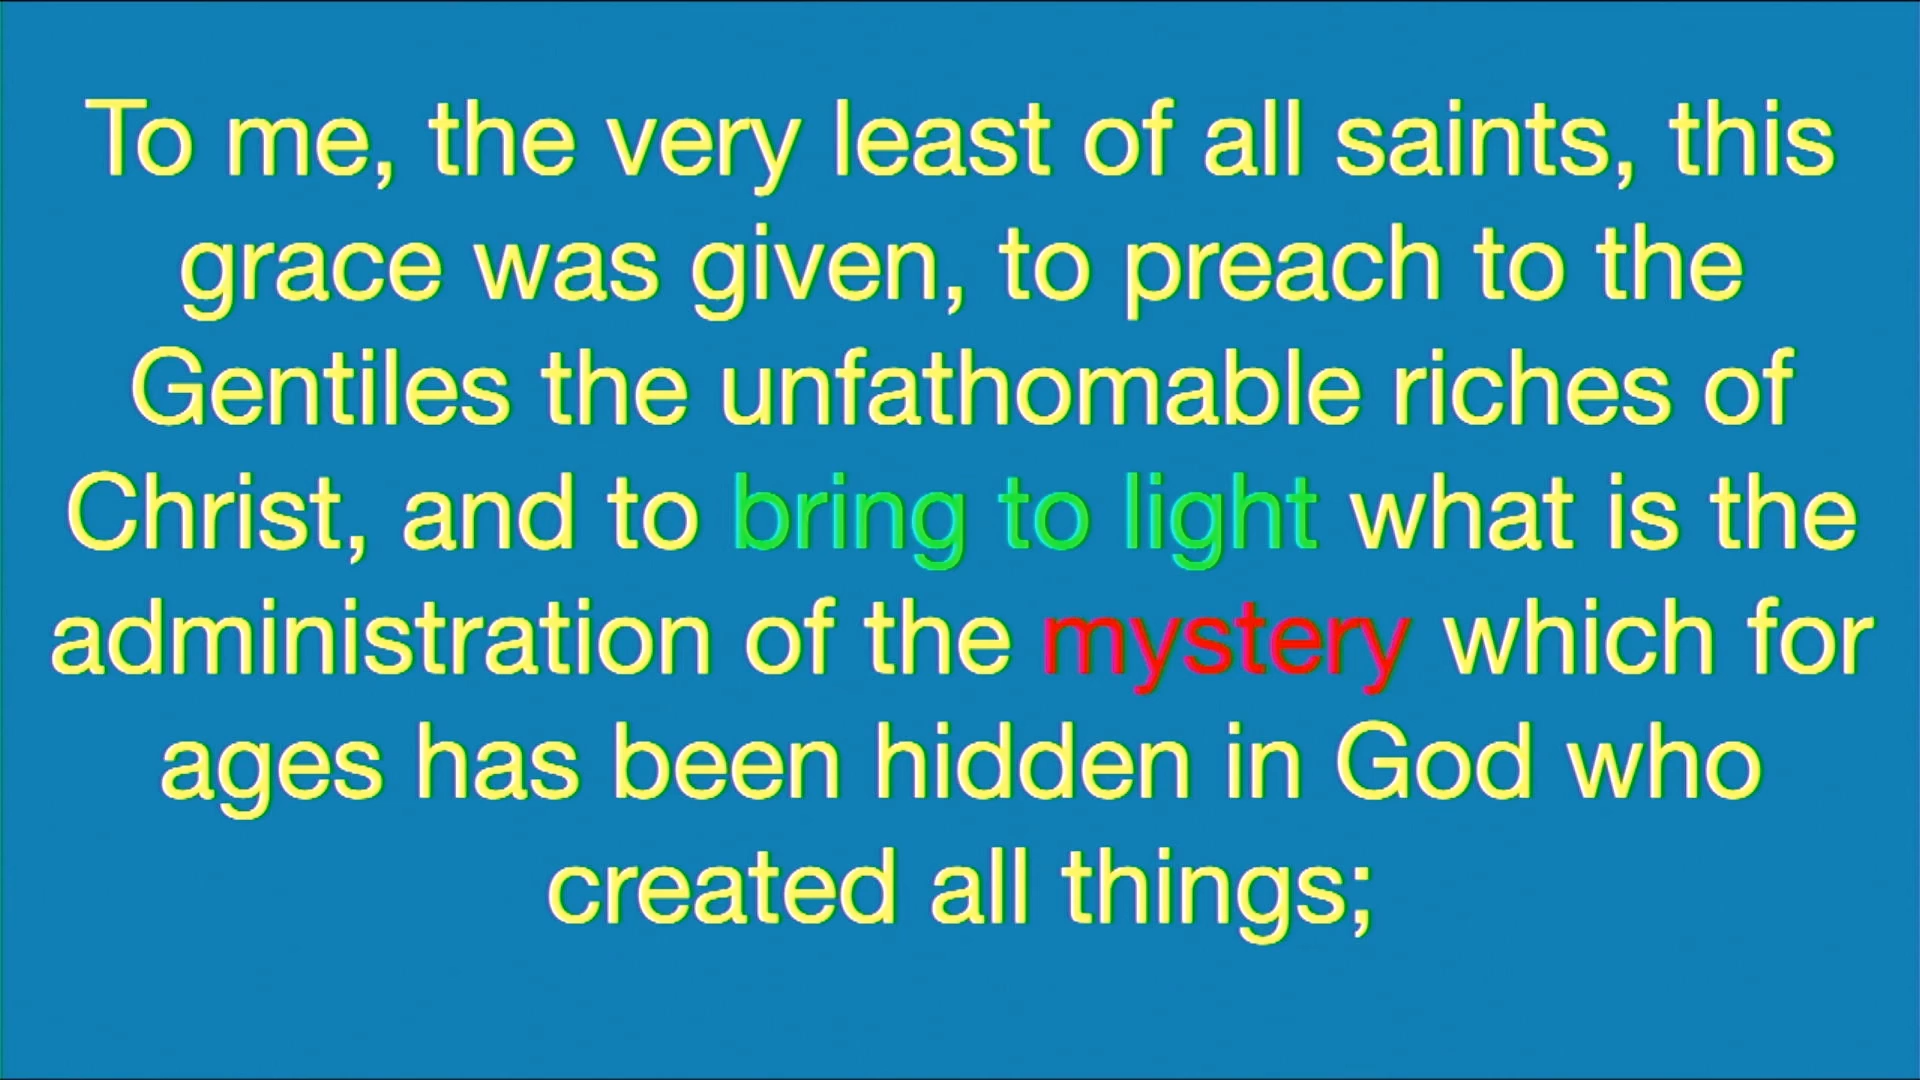 To me, the very least of all saints, this
grace was given, to preach to the
Gentiles the unfathomable riches of
Christ, and to bring to light what is the
administration of the mystery which for
ages has been hidden in God who
created all things;